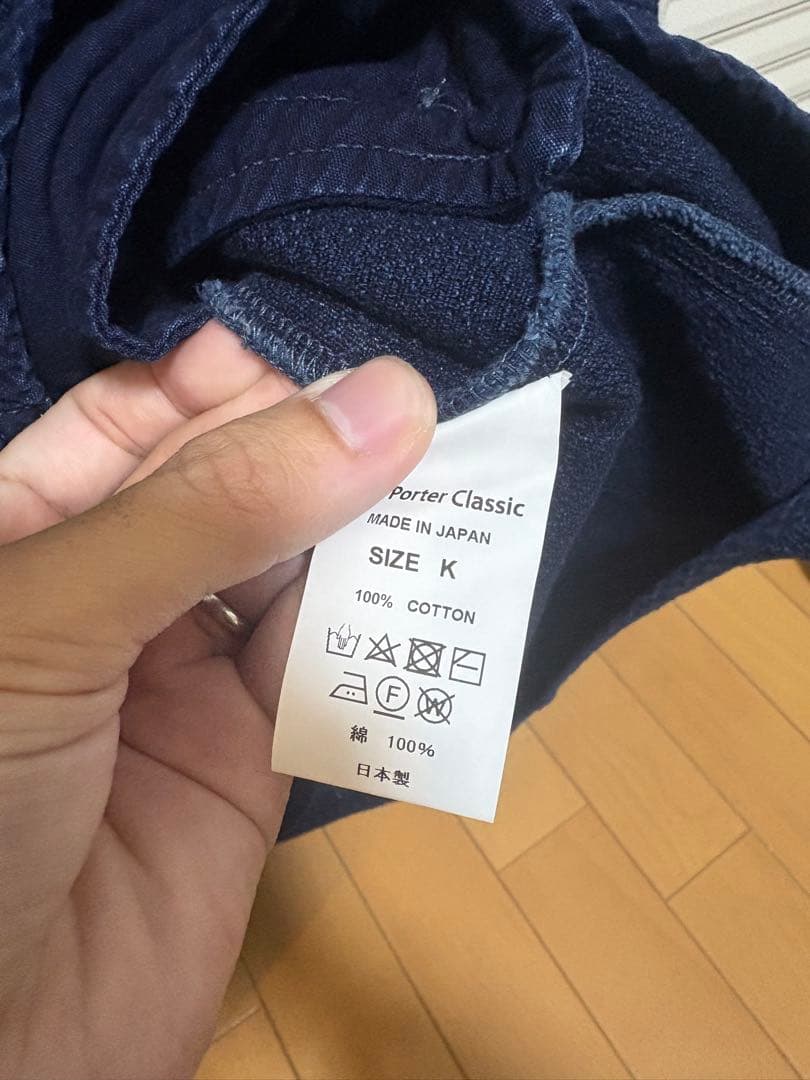 Porter Classic
MADE IN JAPAN
SIZE K
100% COTTON
F
W
綿 100%
日本製